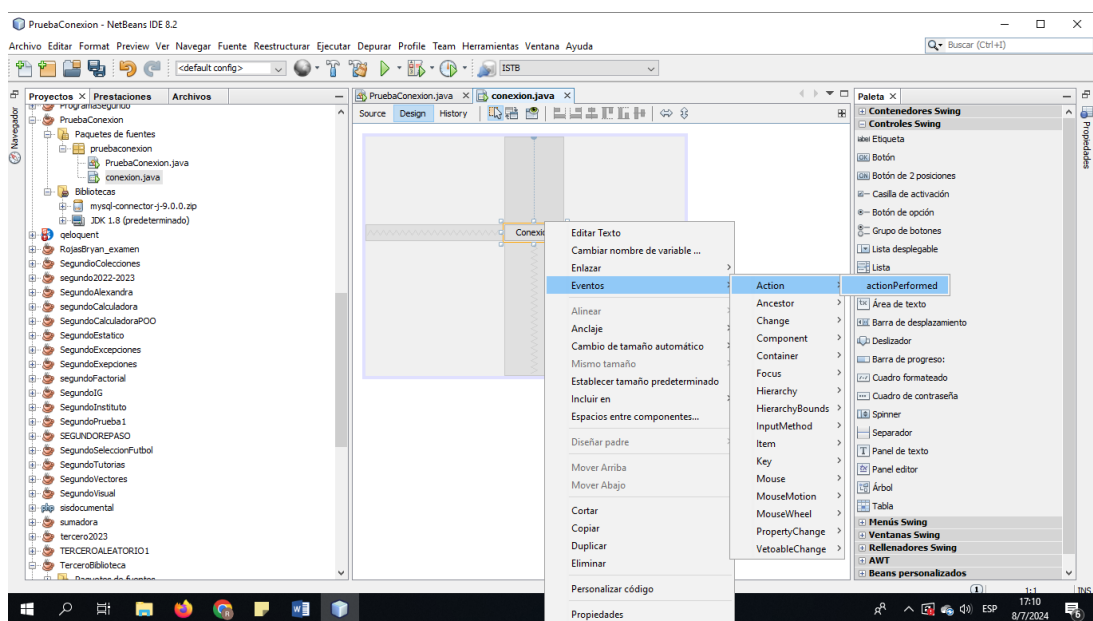 PruebaConexion - NetBeans IDE 8.2
Archivo Editar Format Preview Ver Navegar Fuente Reestructurar Ejecutar Depurar Profile Team Herramientas Ventana Ayuda
Buscar (Ctrl+I)
<default config>
ISTB
Proyectos Prestaciones Archivos
Navegador
ProgramaSegundo
PruebaConexion
Paquetes de fuentes
pruebaconexion
PruebaConexion.java
conexion.java
Bibliotecas
mysql-connector-j-9.0.0.zip
JDK 1.8 (predeterminado)
qeloquent
RojasBryan_examen
SegundioColecciones
segundo2022-2023
SegundoAlexandra
segundoCalculadora
SegundoCalculadoraPOO
SegundoEstatico
SegundoExcepciones
SegundoExepciones
segundoFactorial
SegundoIG
SegundoInstituto
SegundoPrueba1
SEGUNDOREPASO
SegundoSeleccionFutbol
SegundoTutorias
SegundoVectores
SegundoVisual
sisdocumental
sumadora
tercero2023
TERCEROALEATORIO1
TerceroBiblioteca
Paquetes de fuentes
PruebaConexion.java conexion.java
Source Design History
Conexio
Editar Texto
Cambiar nombre de variable ...
Enlazar
Eventos
Alinear
Anclaje
Cambio de tamaño automático
Mismo tamaño
Establecer tamaño predeterminado
Incluir en
Espacios entre componentes...
Diseñar padre
Mover Arriba
Mover Abajo
Cortar
Copiar
Duplicar
Eliminar
Personalizar código
Propiedades
Action
Ancestor
Change
Component
Container
Focus
Hierarchy
HierarchyBounds
InputMethod
Item
Key
Mouse
MouseMotion
MouseWheel
PropertyChange
VetoableChange
actionPerformed
Paleta
Contenedores Swing
Controles Swing
label Etiqueta
OK Botón
ON Botón de 2 posiciones
Casilla de activación
Botón de opción
Grupo de botones
Lista desplegable
Lista
Área de texto
Barra de desplazamiento
Deslizador
Barra de progreso:
Cuadro formateado
Cuadro de contraseña
Spinner
Separador
Panel de texto
Panel editor
Árbol
Tabla
Menús Swing
Ventanas Swing
Rellenadores Swing
AWT
Beans personalizados
Propiedades
1
1:1
INS
ESP
17:10
8/7/2024
6